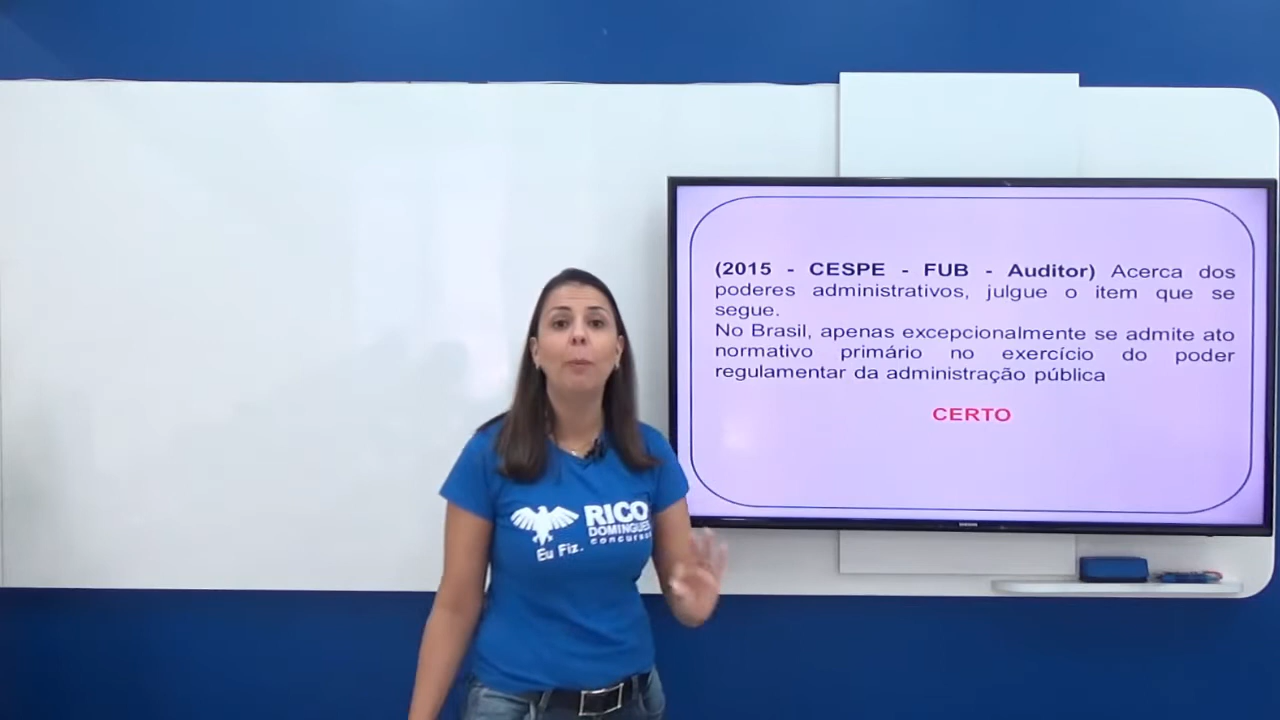 (2015 - CESPE - FUB - Auditor) Acerca dos
poderes administrativos, julgue o item que se
segue.
No Brasil, apenas excepcionalmente se admite ato
normativo primário no exercício do poder
regulamentar da administração pública
CERTO
RICO
DOMINGUES
concursos
Eu Fiz.
SAMSUNG